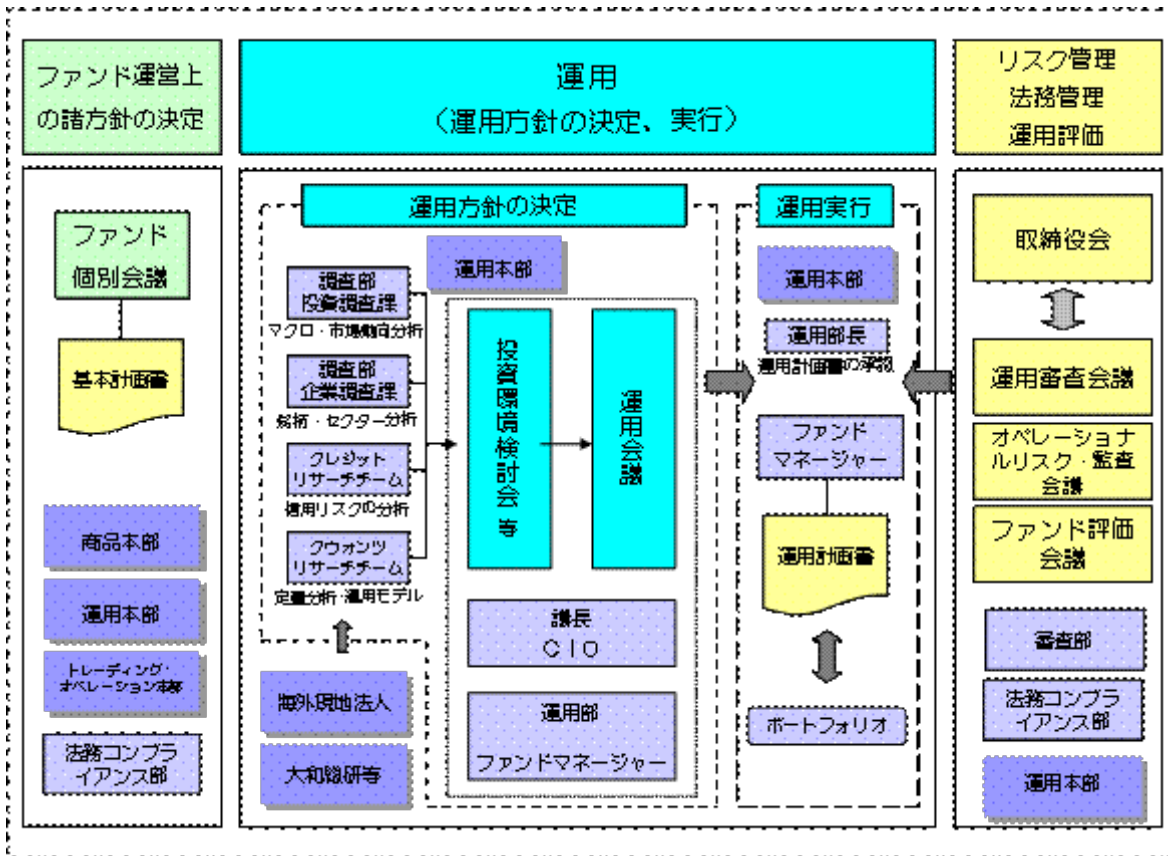 ファンド運営上
の諸方針の決定
運用
(運用方針の決定、実行)
リスク管理
法務管理
運用評価
ファンド
個別会議
基本計画書
商品本部
運用本部
トレーディング・
オペレーション本部
法務コンプラ
イアンス部
運用方針の決定
運用本部
調査部
投資調査課
マクロ・市場動向分析
調査部
企業調査課
銘柄・セクター分析
クレジット
リサーチチーム
信用リスクの分析
クウォンツ
リサーチチーム
定量分析・運用モデル
海外現地法人
大和総研等
投資環境検討会 等
運用会議
議長
CIO
運用部
ファンドマネージャー
運用実行
運用本部
運用部長
運用計画書の承認
ファンド
マネージャー
運用計画書
ポートフォリオ
取締役会
運用審査会議
オペレーショナ
ルリスク・監査
会議
ファンド評価
会議
審査部
法務コンプラ
イアンス部
運用本部